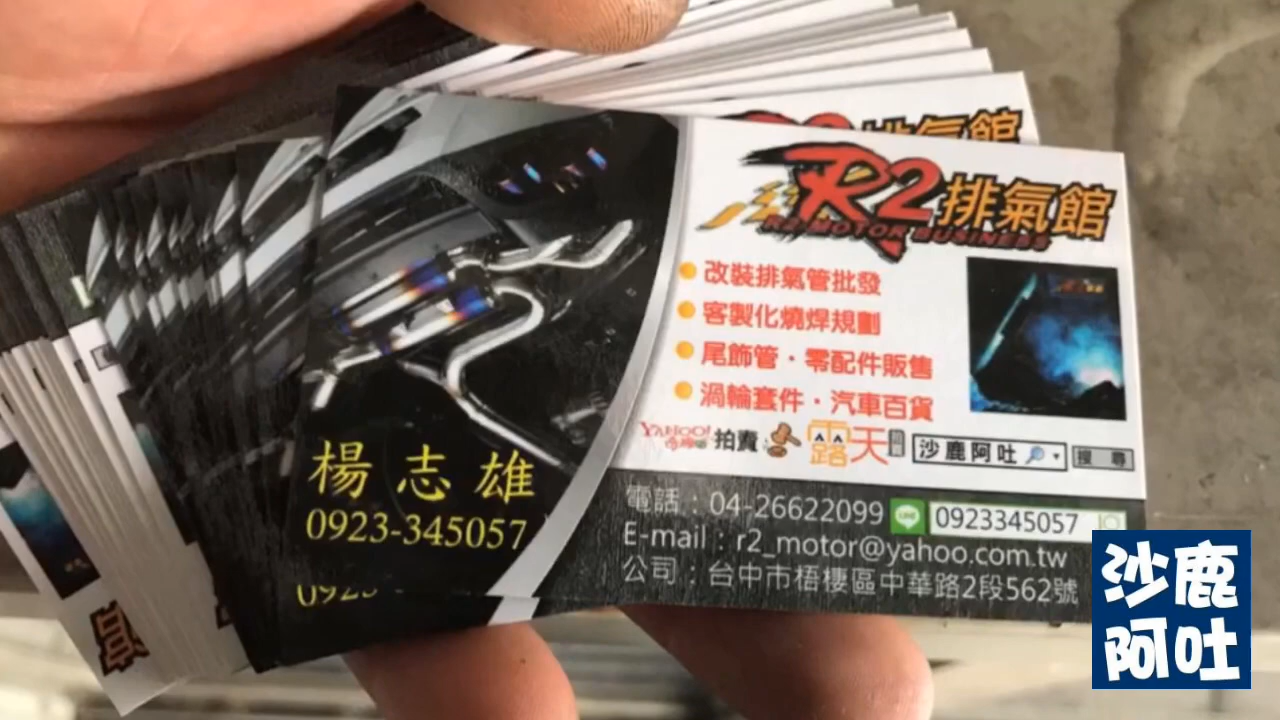 R2排氣館
R2 MOTOR BUSINESS
改裝排氣管批發
客製化燒焊規劃
尾飾管・零配件販售
渦輪套件・汽車百貨
YAHOO! 拍賣 露天 沙鹿阿吐 搜尋
楊志雄
0923-345057
電話：04-26622099 LINE 0923345057
E-mail：r2_motor@yahoo.com.tw
公司：台中市梧棲區中華路2段562號
沙鹿
阿吐